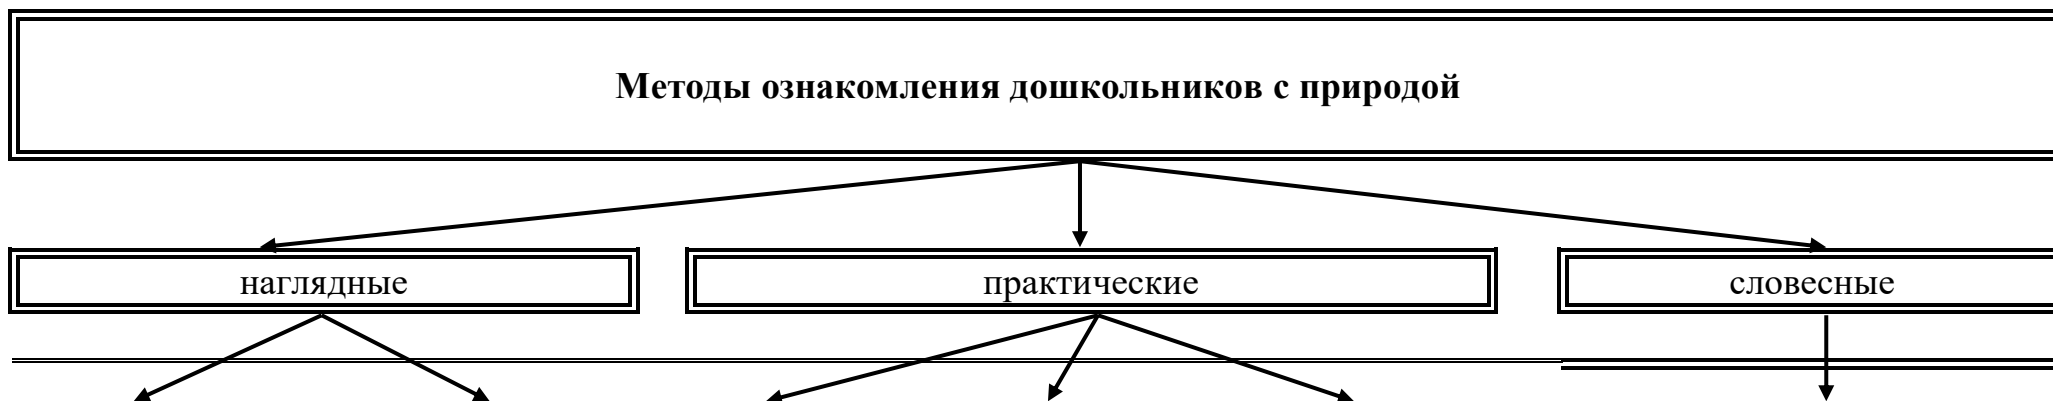 Методы ознакомления дошкольников с природой
наглядные
практические
словесные